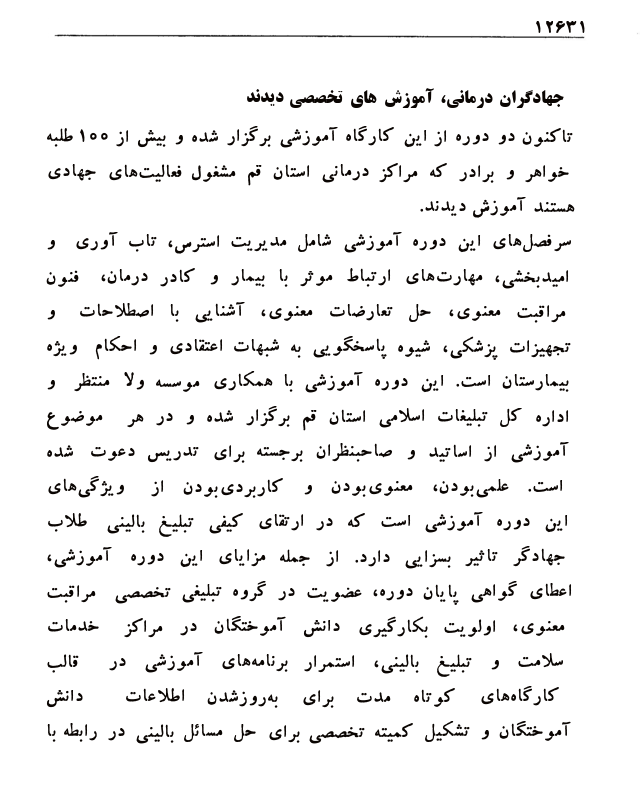 ۱۲۶۳۱
جهادگران درمانی، آموزش های تخصصی دیدند
تاکنون دو دوره از این کارگاه آموزشی برگزار شده و بیش از ۱۰۰ طلبه
خواهر و برادر که مراکز درمانی استان قم مشغول فعالیت‌های جهادی
هستند آموزش دیدند.
سرفصل‌های این دوره آموزشی شامل مدیریت استرس، تاب آوری و
امیدبخشی، مهارت‌های ارتباط موثر با بیمار و کادر درمان، فنون
مراقبت معنوی، حل تعارضات معنوی، آشنایی با اصطلاحات و
تجهیزات پزشکی، شیوه پاسخگویی به شبهات اعتقادی و احکام ویژه
بیمارستان است. این دوره آموزشی با همکاری موسسه ولا منتظر و
اداره کل تبلیغات اسلامی استان قم برگزار شده و در هر موضوع
آموزشی از اساتید و صاحبنظران برجسته برای تدریس دعوت شده
است. علمی‌بودن، معنوی‌بودن و کاربردی‌بودن از ویژگی‌های
این دوره آموزشی است که در ارتقای کیفی تبلیغ بالینی طلاب
جهادگر تاثیر بسزایی دارد. از جمله مزایای این دوره آموزشی،
اعطای گواهی پایان دوره، عضویت در گروه تبلیغی تخصصی مراقبت
معنوی، اولویت بکارگیری دانش آموختگان در مراکز خدمات
سلامت و تبلیغ بالینی، استمرار برنامه‌های آموزشی در قالب
کارگاه‌های کوتاه مدت برای به‌روزشدن اطلاعات دانش
آموختگان و تشکیل کمیته تخصصی برای حل مسائل بالینی در رابطه با